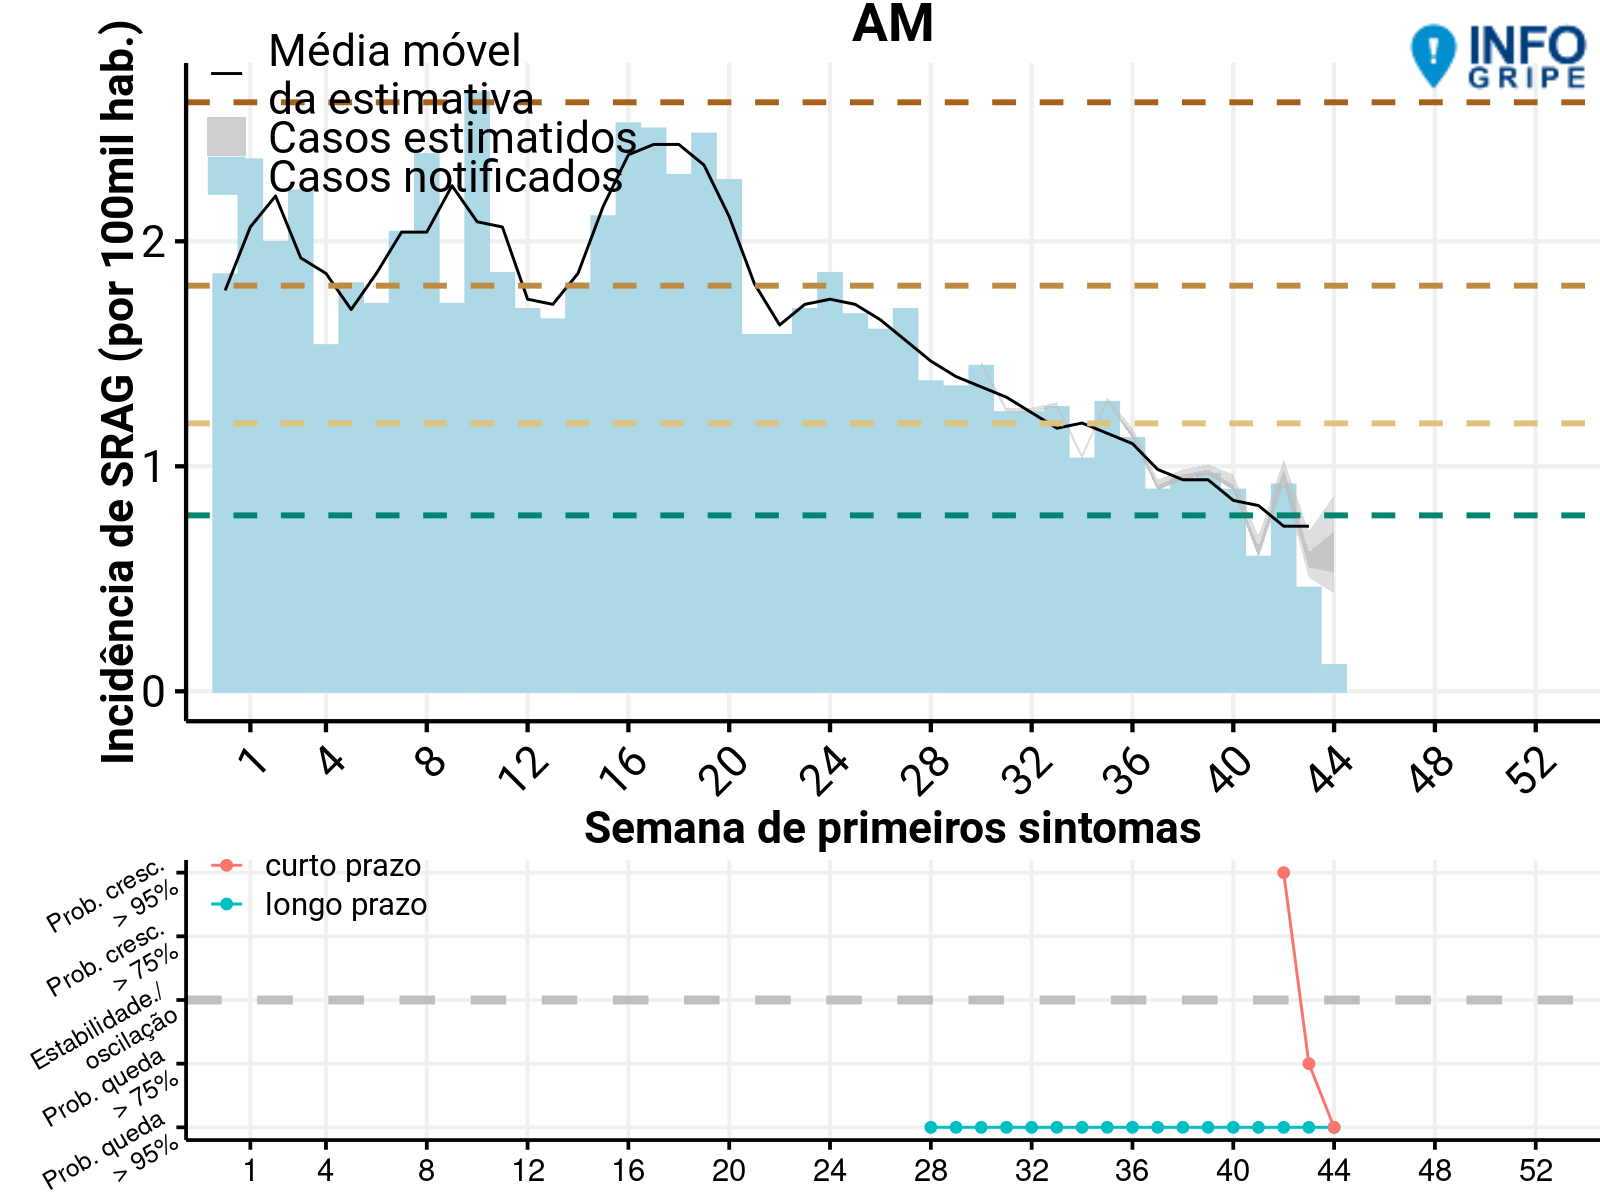 AM
INFO
GRIPE
Média móvel
da estimativa
Casos estimatidos
Casos notificados
Incidência de SRAG (por 100mil hab.)
2
1
0
1 4 8 12 16 20 24 28 32 36 40 44 48 52
Semana de primeiros sintomas
curto prazo
longo prazo
Prob. cresc.
> 95%
Prob. cresc.
> 75%
Estabilidade./
oscilação
Prob. queda
> 75%
Prob. queda
> 95%
1 4 8 12 16 20 24 28 32 36 40 44 48 52